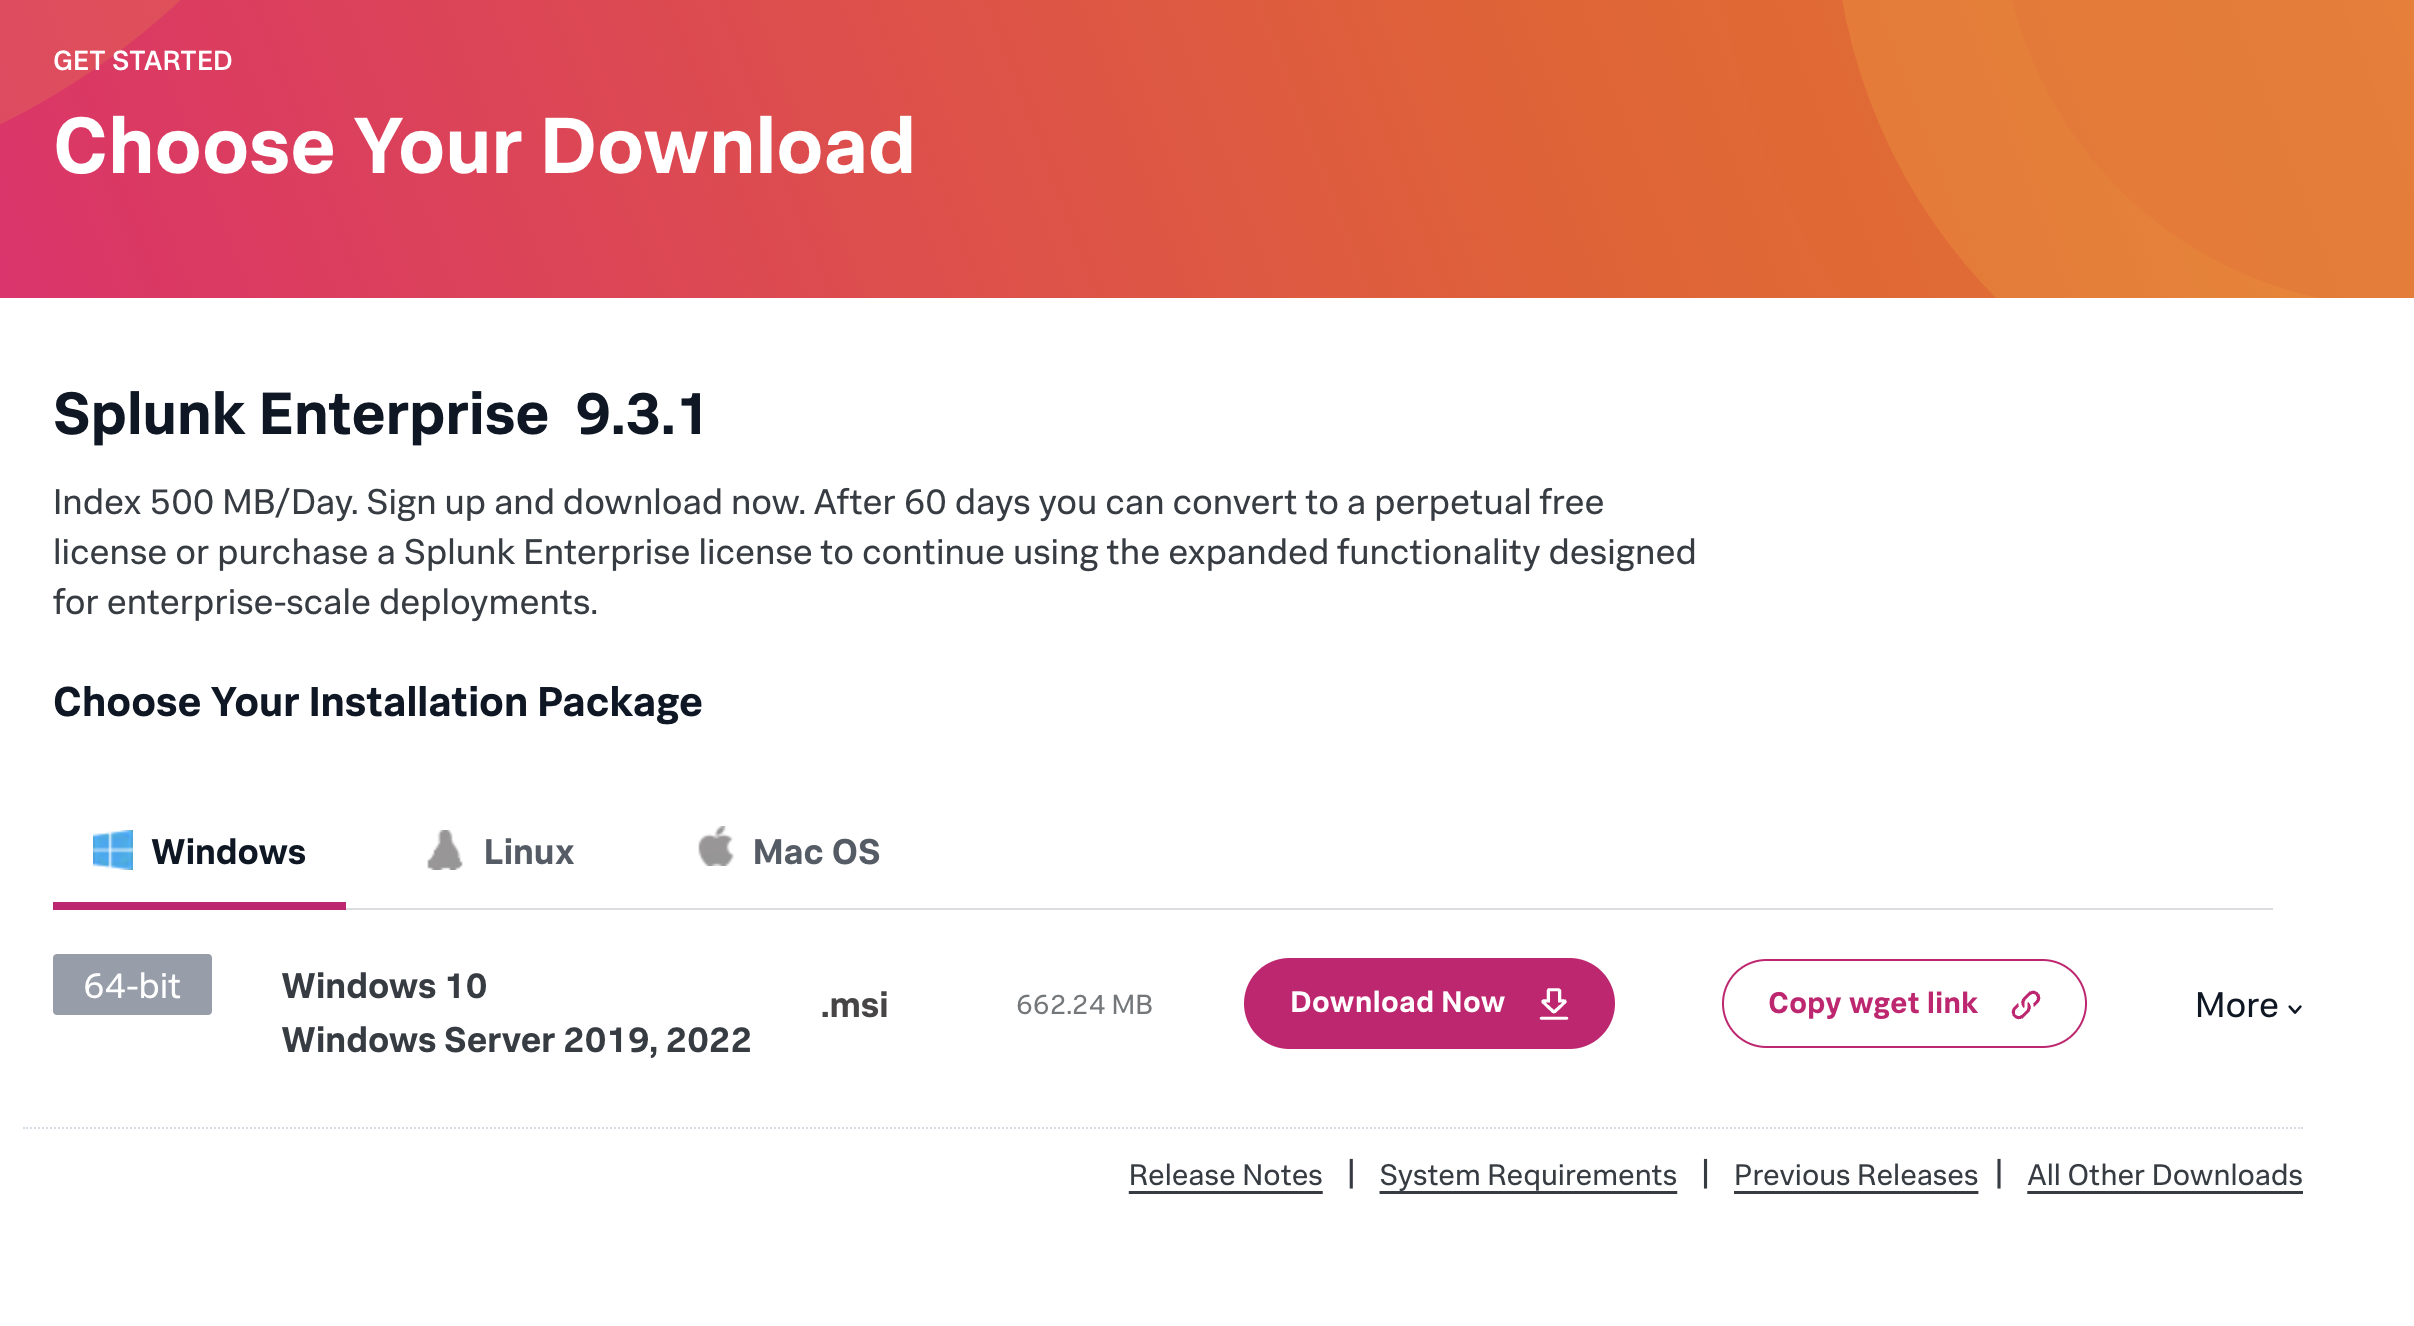 GET STARTED
Choose Your Download
Splunk Enterprise 9.3.1
Index 500 MB/Day. Sign up and download now. After 60 days you can convert to a perpetual free
license or purchase a Splunk Enterprise license to continue using the expanded functionality designed
for enterprise-scale deployments.
Choose Your Installation Package
Windows Linux Mac OS
64-bit Windows 10
Windows Server 2019, 2022 .msi 662.24 MB Download Now Copy wget link More
Release Notes | System Requirements | Previous Releases | All Other Downloads